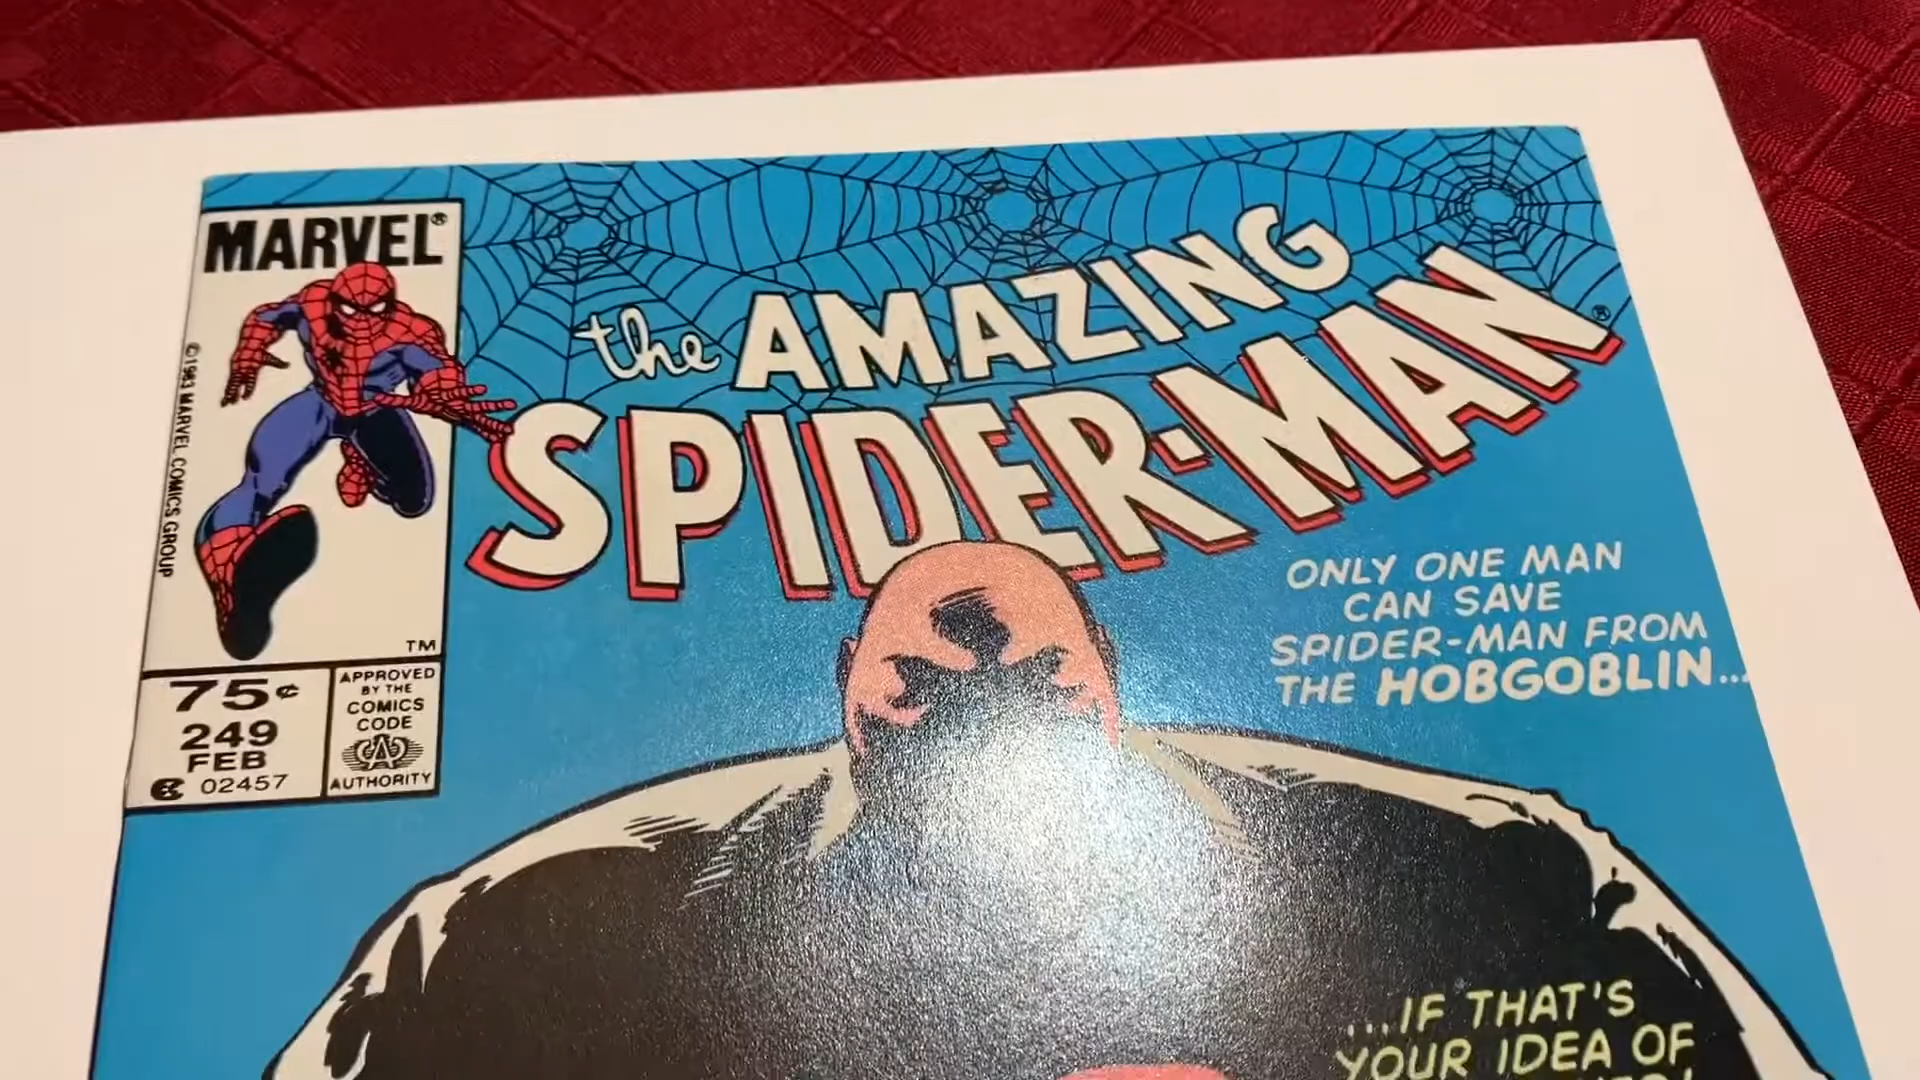 MARVEL®
the AMAZING
SPIDER-MAN®
©1983 MARVEL COMICS GROUP
TM
75¢
249
FEB
02457
APPROVED
BY THE
COMICS
CODE
CA
AUTHORITY
ONLY ONE MAN
CAN SAVE
SPIDER-MAN FROM
THE HOBGOBLIN...
...IF THAT'S
YOUR IDEA OF